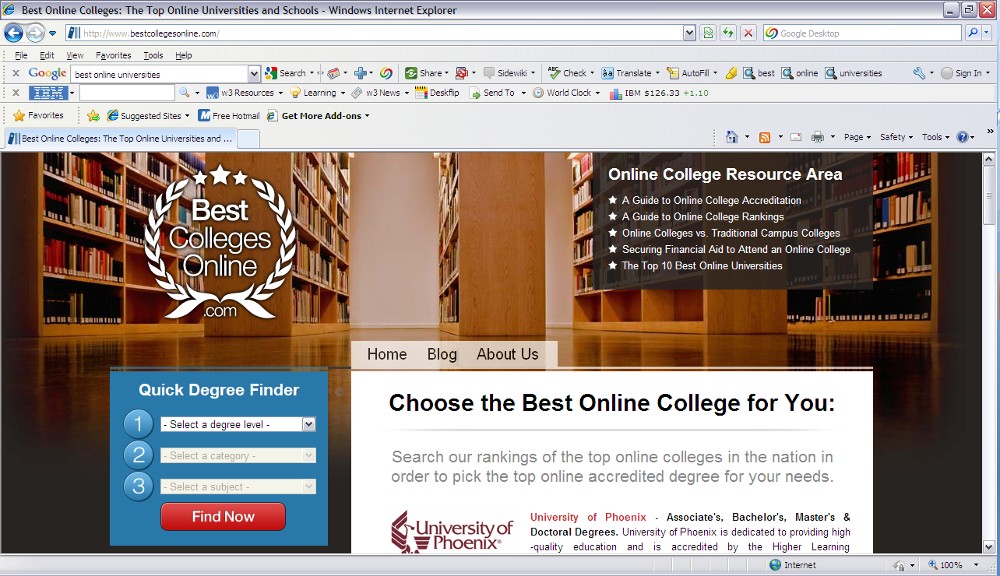 Best Online Colleges: The Top Online Universities and Schools - Windows Internet Explorer
http://www.bestcollegesonline.com/
Google Desktop
File Edit View Favorites Tools Help
Google best online universities Search Share Sidewiki Check Translate AutoFill best online universities Sign In
IBM w3 Resources Learning w3 News Deskflip Send To World Clock IBM $126.33 +1.10
Favorites Suggested Sites Free Hotmail Get More Add-ons
Best Online Colleges: The Top Online Universities and ... Page Safety Tools
Best
Colleges
Online
.com
Online College Resource Area
A Guide to Online College Accreditation
A Guide to Online College Rankings
Online Colleges vs. Traditional Campus Colleges
Securing Financial Aid to Attend an Online College
The Top 10 Best Online Universities
Home Blog About Us
Quick Degree Finder
1 - Select a degree level -
2 - Select a category -
3 - Select a subject -
Find Now
©
Choose the Best Online College for You:
Search our rankings of the top online colleges in the nation in
order to pick the top online accredited degree for your needs.
University of
Phoenix®
University of Phoenix - Associate's, Bachelor's, Master's &
Doctoral Degrees. University of Phoenix is dedicated to providing high
-quality education and is accredited by the Higher Learning
Internet 100%